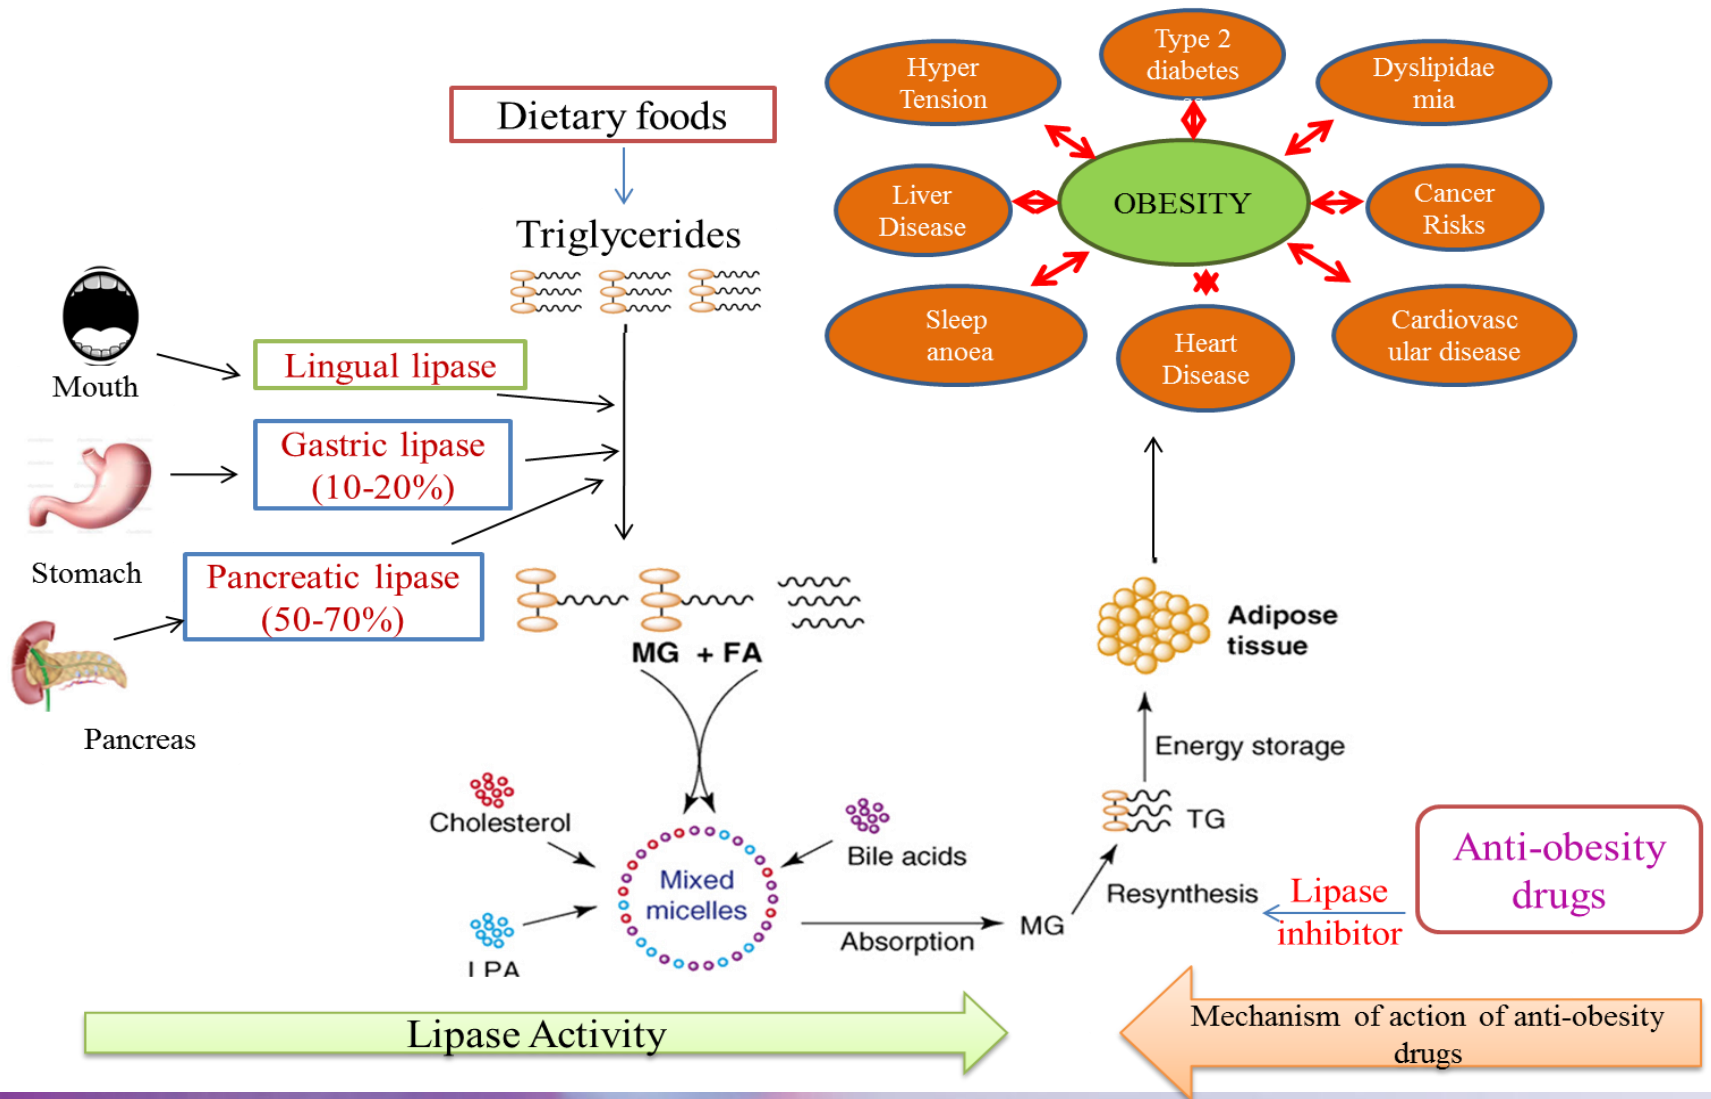 Hyper
Tension
Type 2
diabetes
Dyslipidae
mia
Dietary foods
Liver
Disease
OBESITY
Cancer
Risks
Triglycerides
Sleep
anoea
Heart
Disease
Cardiovasc
ular disease
Mouth
Lingual lipase
Gastric lipase
(10-20%)
Stomach
Pancreatic lipase
(50-70%)
Pancreas
MG + FA
Adipose
tissue
Energy storage
TG
Cholesterol
Bile acids
Mixed
micelles
LPA
Absorption
MG
Resynthesis
Lipase
inhibitor
Anti-obesity
drugs
Lipase Activity
Mechanism of action of anti-obesity
drugs